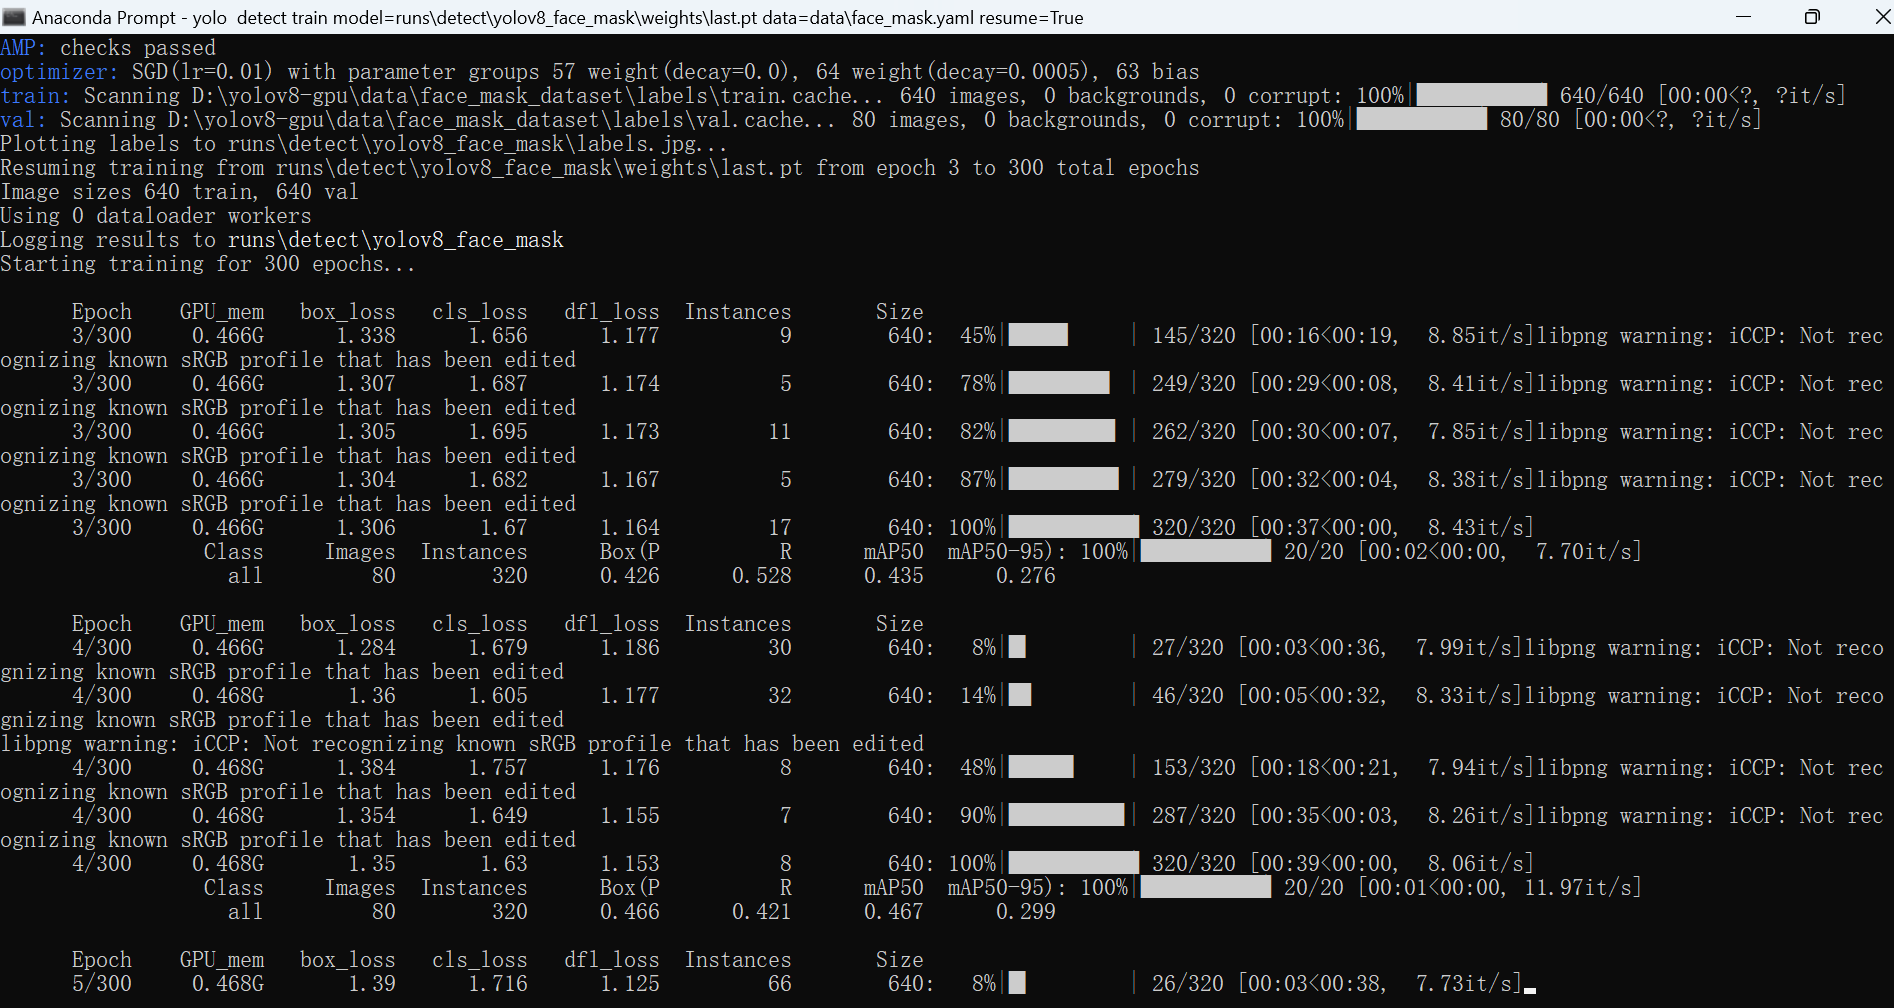 Anaconda Prompt - yolo  detect train model=runs\detect\yolov8_face_mask\weights\last.pt data=data\face_mask.yaml resume=True
AMP: checks passed
optimizer: SGD(lr=0.01) with parameter groups 57 weight(decay=0.0), 64 weight(decay=0.0005), 63 bias
train: Scanning D:\yolov8-gpu\data\face_mask_dataset\labels\train.cache... 640 images, 0 backgrounds, 0 corrupt: 100%| 640/640 [00:00<?, ?it/s]
val: Scanning D:\yolov8-gpu\data\face_mask_dataset\labels\val.cache... 80 images, 0 backgrounds, 0 corrupt: 100%| 80/80 [00:00<?, ?it/s]
Plotting labels to runs\detect\yolov8_face_mask\labels.jpg...
Resuming training from runs\detect\yolov8_face_mask\weights\last.pt from epoch 3 to 300 total epochs
Image sizes 640 train, 640 val
Using 0 dataloader workers
Logging results to runs\detect\yolov8_face_mask
Starting training for 300 epochs...
Epoch GPU_mem box_loss cls_loss dfl_loss Instances Size
3/300 0.466G 1.338 1.656 1.177 9 640: 45%| | 145/320 [00:16<00:19, 8.85it/s]libpng warning: iCCP: Not rec
ognizing known sRGB profile that has been edited
3/300 0.466G 1.307 1.687 1.174 5 640: 78%| | 249/320 [00:29<00:08, 8.41it/s]libpng warning: iCCP: Not rec
ognizing known sRGB profile that has been edited
3/300 0.466G 1.305 1.695 1.173 11 640: 82%| | 262/320 [00:30<00:07, 7.85it/s]libpng warning: iCCP: Not rec
ognizing known sRGB profile that has been edited
3/300 0.466G 1.304 1.682 1.167 5 640: 87%| | 279/320 [00:32<00:04, 8.38it/s]libpng warning: iCCP: Not rec
ognizing known sRGB profile that has been edited
3/300 0.466G 1.306 1.67 1.164 17 640: 100%| 320/320 [00:37<00:00, 8.43it/s]
Class Images Instances Box(P R mAP50 mAP50-95): 100%| 20/20 [00:02<00:00, 7.70it/s]
all 80 320 0.426 0.528 0.435 0.276
Epoch GPU_mem box_loss cls_loss dfl_loss Instances Size
4/300 0.466G 1.284 1.679 1.186 30 640: 8%| | 27/320 [00:03<00:36, 7.99it/s]libpng warning: iCCP: Not reco
gnizing known sRGB profile that has been edited
4/300 0.468G 1.36 1.605 1.177 32 640: 14%| | 46/320 [00:05<00:32, 8.33it/s]libpng warning: iCCP: Not reco
gnizing known sRGB profile that has been edited
libpng warning: iCCP: Not recognizing known sRGB profile that has been edited
4/300 0.468G 1.384 1.757 1.176 8 640: 48%| | 153/320 [00:18<00:21, 7.94it/s]libpng warning: iCCP: Not rec
ognizing known sRGB profile that has been edited
4/300 0.468G 1.354 1.649 1.155 7 640: 90%| | 287/320 [00:35<00:03, 8.26it/s]libpng warning: iCCP: Not rec
ognizing known sRGB profile that has been edited
4/300 0.468G 1.35 1.63 1.153 8 640: 100%| 320/320 [00:39<00:00, 8.06it/s]
Class Images Instances Box(P R mAP50 mAP50-95): 100%| 20/20 [00:01<00:00, 11.97it/s]
all 80 320 0.466 0.421 0.467 0.299
Epoch GPU_mem box_loss cls_loss dfl_loss Instances Size
5/300 0.468G 1.39 1.716 1.125 66 640: 8%| | 26/320 [00:03<00:38, 7.73it/s]